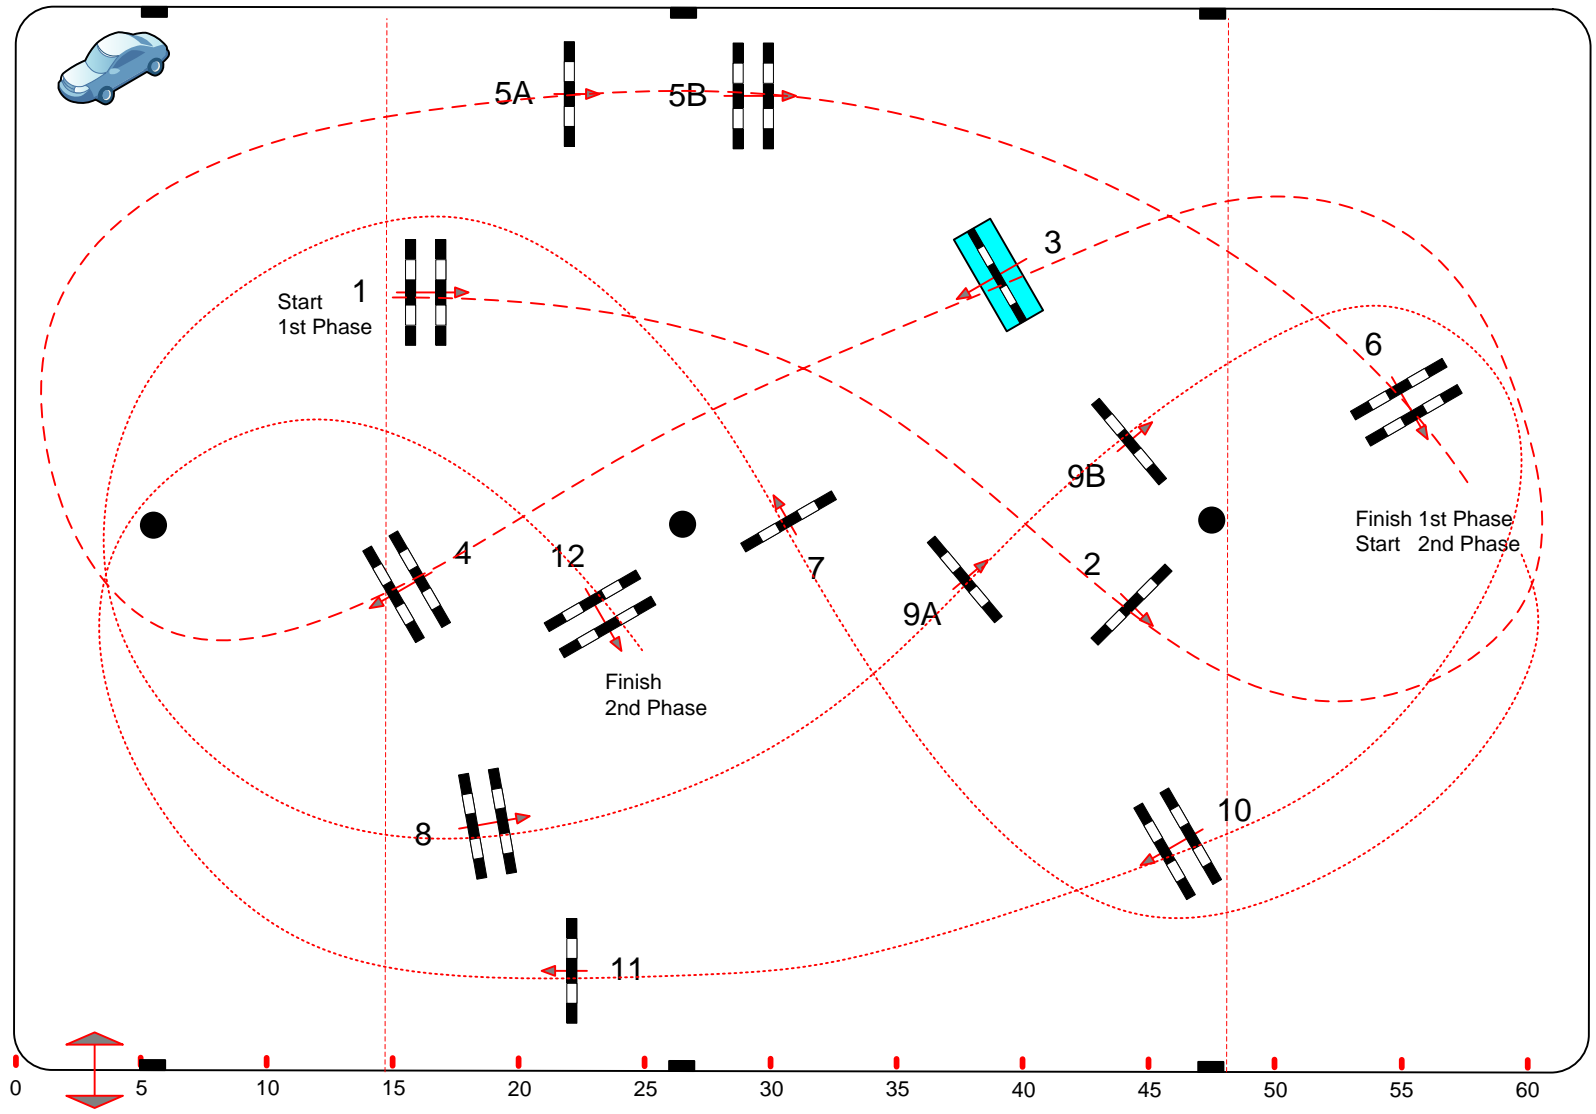 5A
5B
3
1
Start
1st Phase
6
9B
Finish 1st Phase
Start 2nd Phase
4
12
7
2
9A
Finish
2nd Phase
8
10
11
0 5 10 15 20 25 30 35 40 45 50 55 60